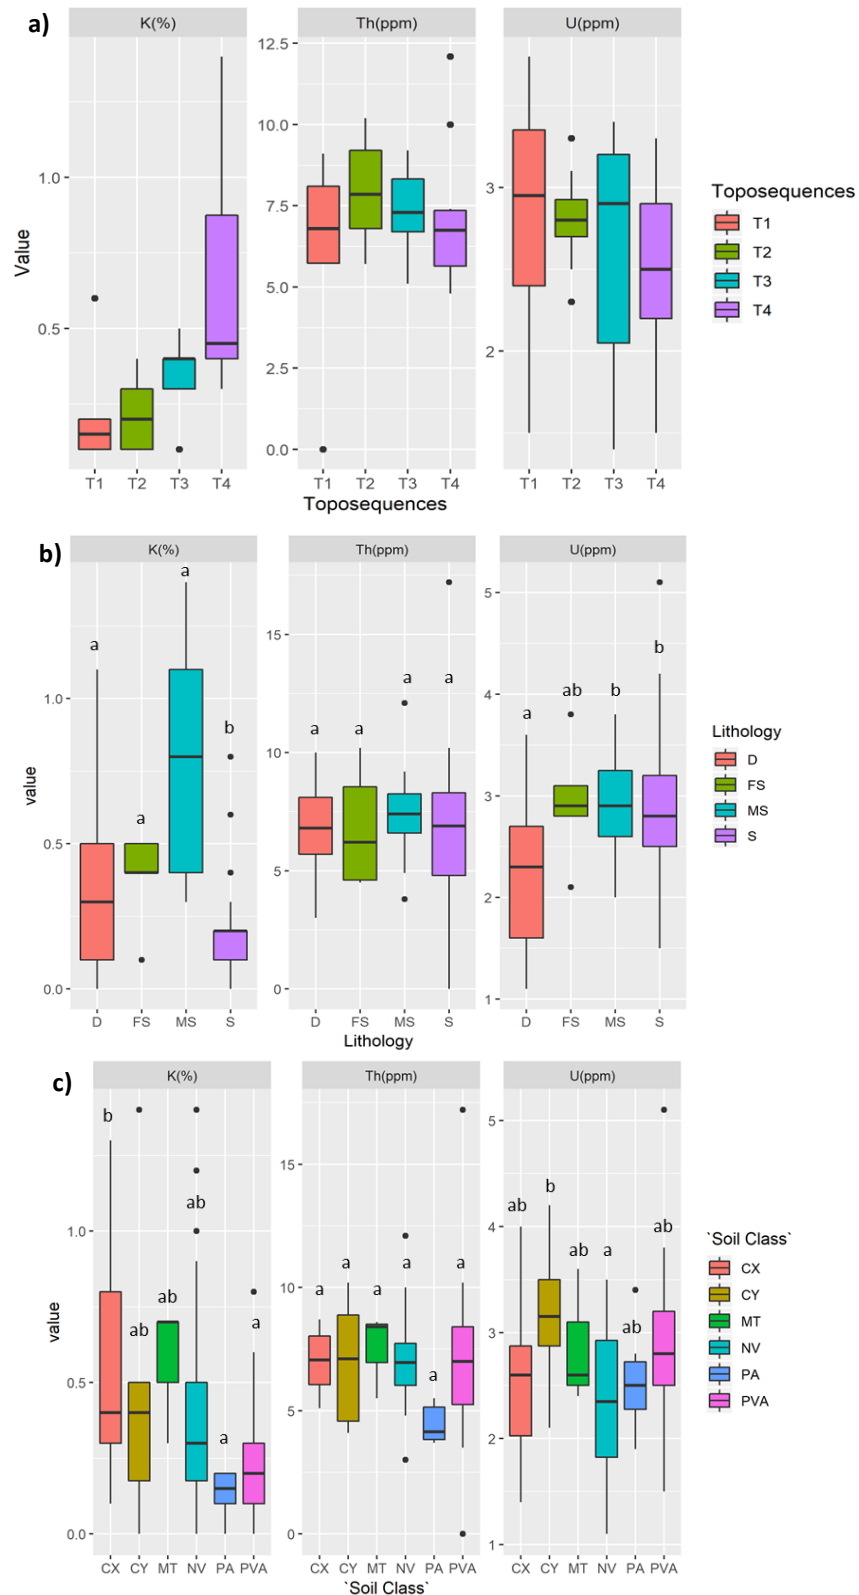 a)
K(%) Th(ppm) U(ppm)
12.5
10.0
1.0
7.5
3
Value
Toposequences
T1
T2
5.0
T3
0.5
T4
2
2.5
0.0
T1 T2 T3 T4 T1 T2 T3 T4 T1 T2 T3 T4
Toposequences
b)
K(%) Th(ppm) U(ppm)
a
5
15
a
b
a a
4
ab b
1.0
b
a a
a
10
Lithology
D
value
3
FS
a
MS
0.5
S
5
2
0.0 0 1
D FS MS S D FS MS S D FS MS S
Lithology
c)
K(%) Th(ppm) U(ppm)
b
5
15
ab
b
ab
4
ab
1.0
ab a
`Soil Class`
a a a a a
10
CX
ab
CY
value
ab
a
3
MT
ab
NV
0.5
a
PA
5
PVA
a
2
0.0 0 1
CX CY MT NV PA PVA CX CY MT NV PA PVA CX CY MT NV PA PVA
`Soil Class`